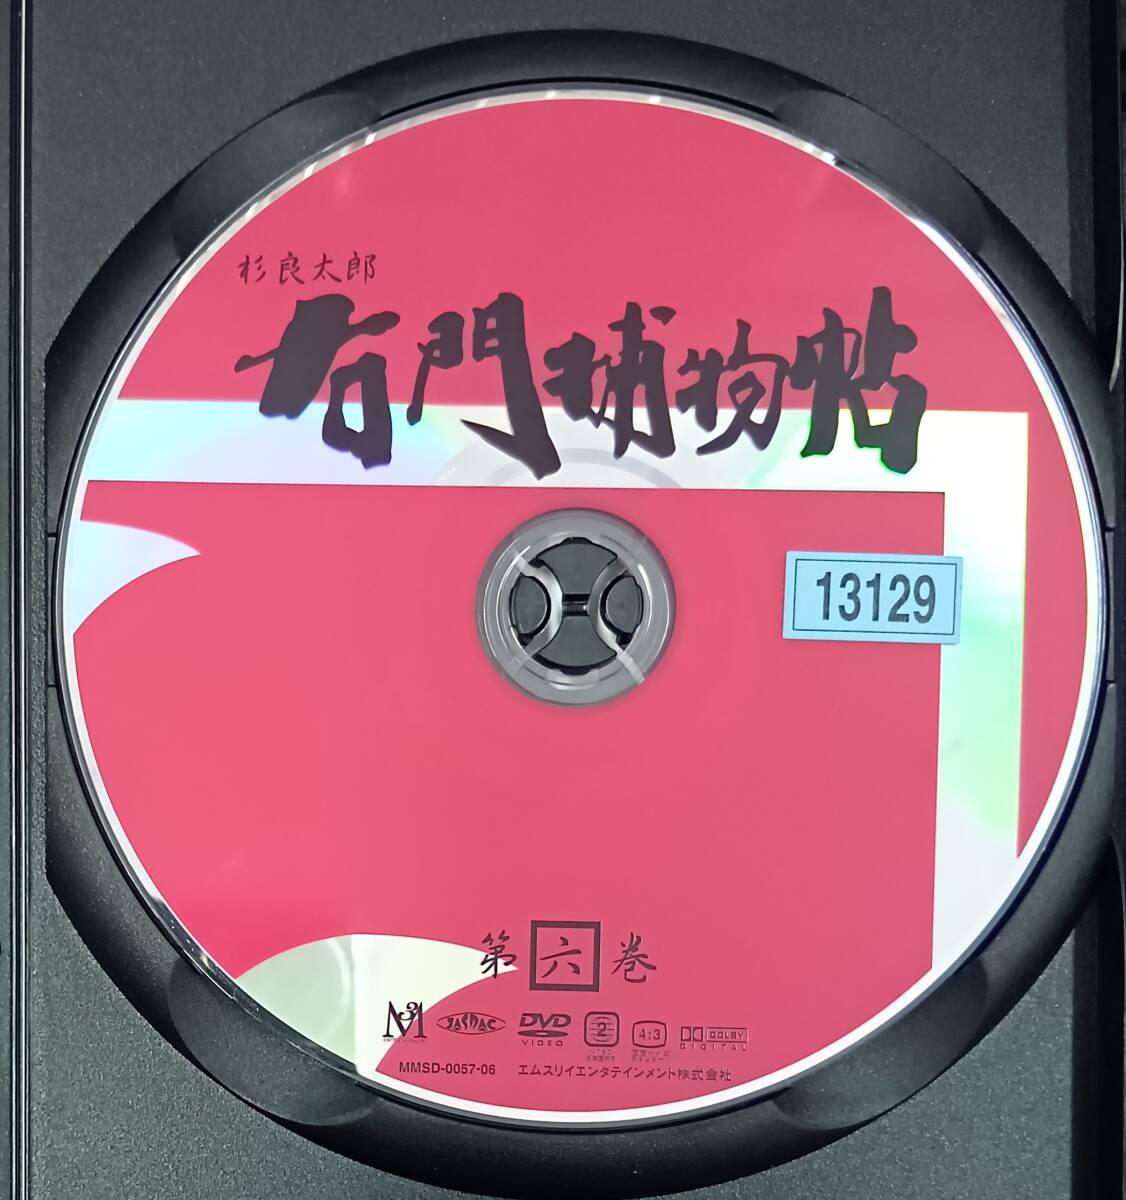 杉良太郎
右門捕物帖
13129
第六巻
M3
JASRAC
DVD
VIDEO
2
4:3
DOLBY
DIGITAL
MMSD-0057-06 エムスリイエンタテインメント株式会社